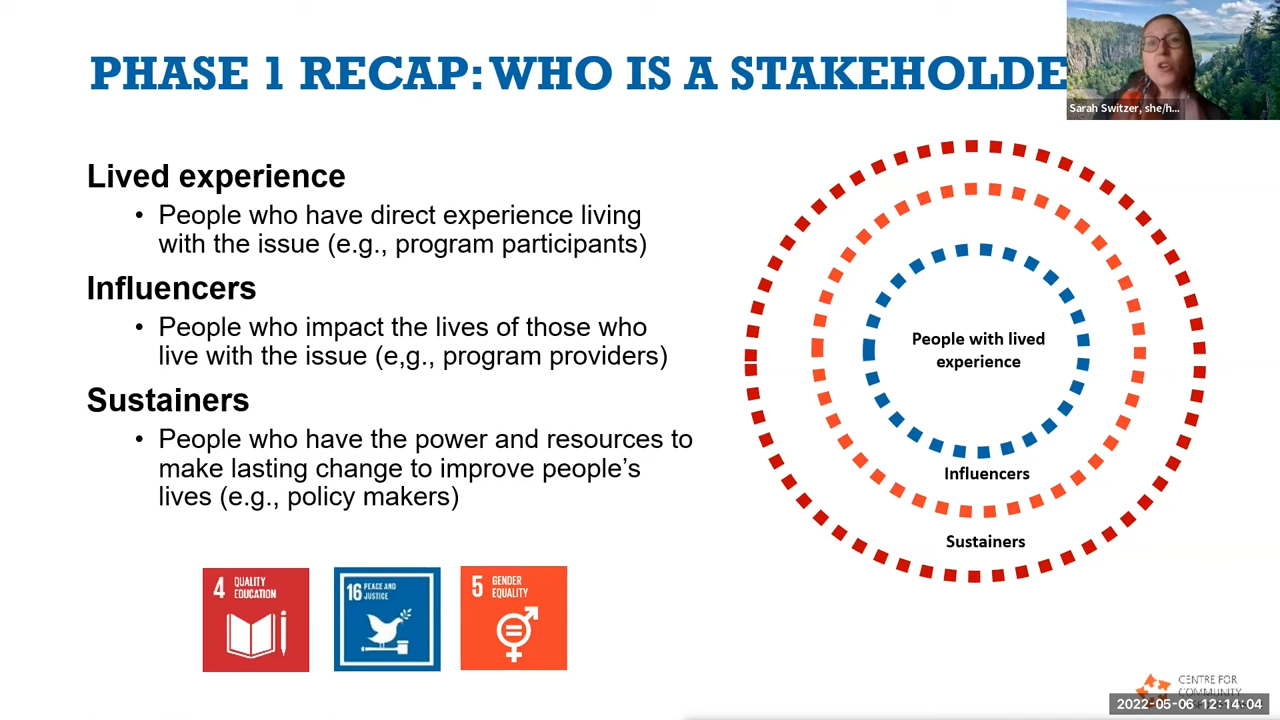 PHASE 1 RECAP: WHO IS A STAKEHOLDE
Sarah Switzer, she/h...
Lived experience
• People who have direct experience living
with the issue (e.g., program participants)
Influencers
• People who impact the lives of those who
live with the issue (e,g., program providers)
Sustainers
• People who have the power and resources to
make lasting change to improve people's
lives (e.g., policy makers)
People with lived
experience
Influencers
Sustainers
4 QUALITY
EDUCATION
16 PEACE AND
JUSTICE
5 GENDER
EQUALITY
CENTRE FOR
COMMUNITY
2022-05-06 12:14:04